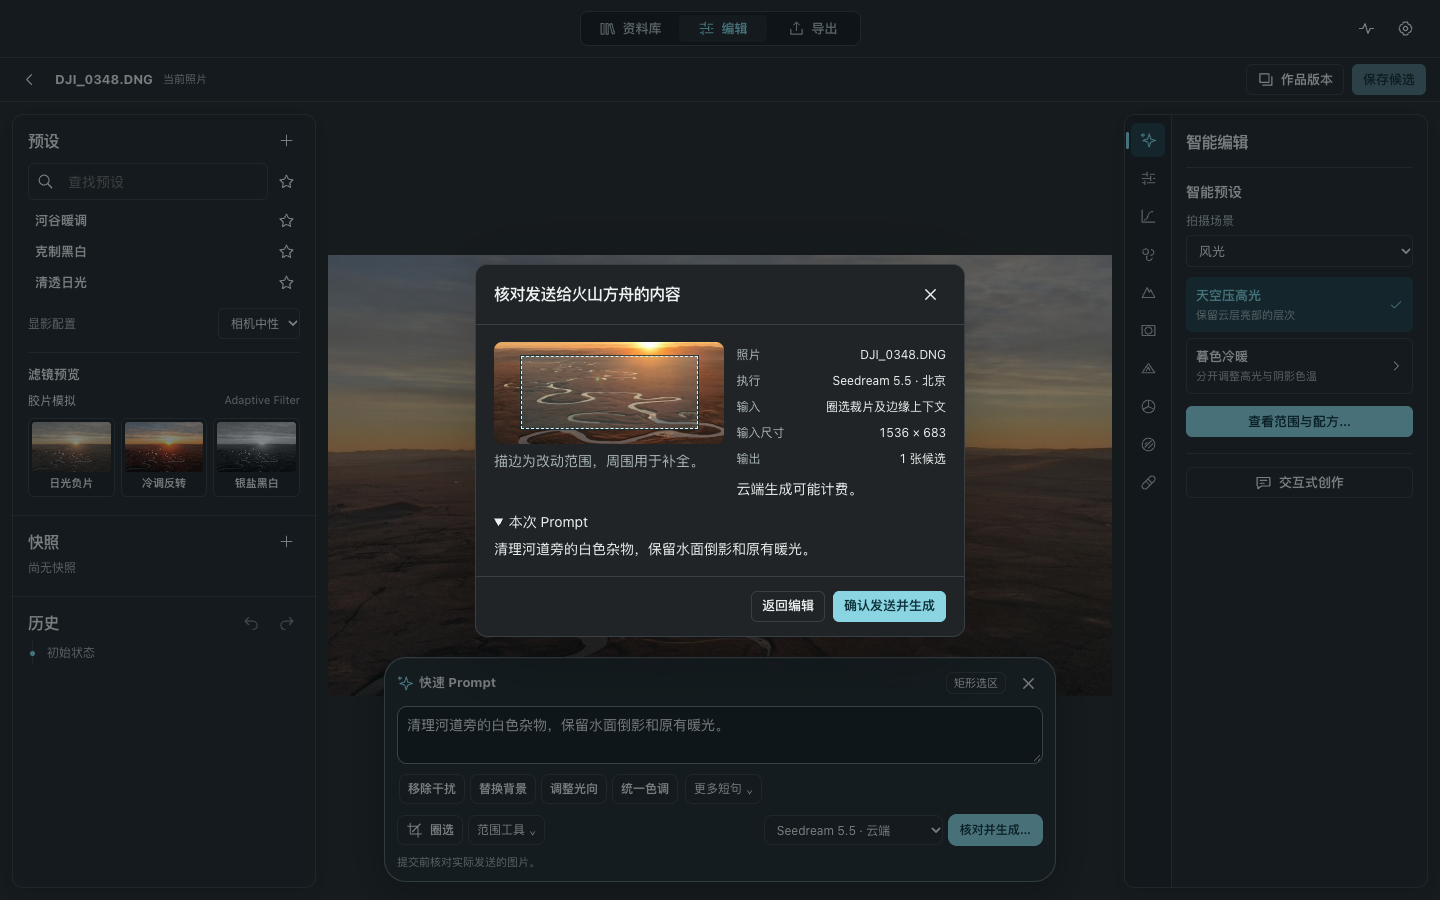 资料库
编辑
导出
DJI_0348.DNG 当前照片
作品版本
保存候选
预设
查找预设
河谷暖调
克制黑白
清透日光
显影配置 相机中性
滤镜预览
胶片模拟 Adaptive Filter
日光负片
冷调反转
银盐黑白
快照
尚无快照
历史
初始状态
核对发送给火山方舟的内容
描边为改动范围，周围用于补全。
照片 DJI_0348.DNG
执行 Seedream 5.5 · 北京
输入 圈选裁片及边缘上下文
输入尺寸 1536 × 683
输出 1 张候选
云端生成可能计费。
▼ 本次 Prompt
清理河道旁的白色杂物，保留水面倒影和原有暖光。
返回编辑
确认发送并生成
快速 Prompt
矩形选区
清理河道旁的白色杂物，保留水面倒影和原有暖光。
移除干扰
替换背景
调整光向
统一色调
更多短句
圈选
范围工具
Seedream 5.5 · 云端
核对并生成...
提交前核对实际发送的图片。
智能编辑
智能预设
拍摄场景
风光
天空压高光
保留云层亮部的层次
暮色冷暖
分开调整高光与阴影色温
查看范围与配方...
交互式创作